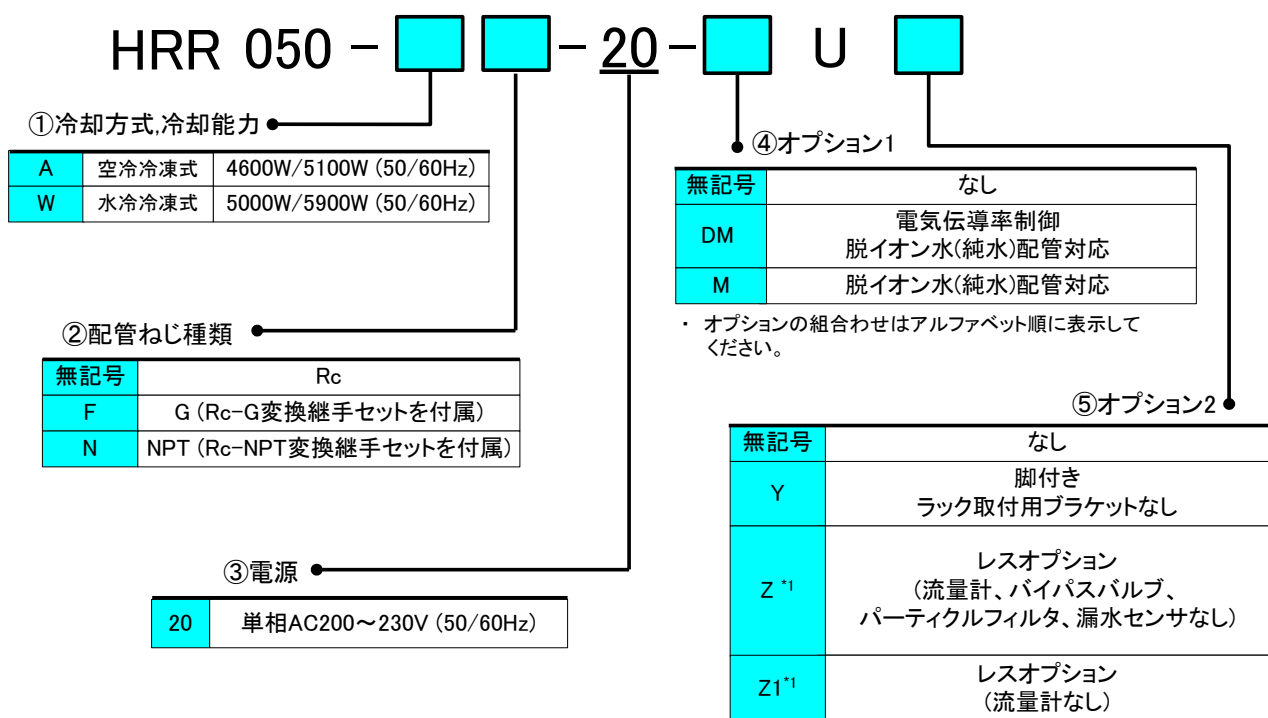 HRR 050 - - 20 - U
①冷却方式,冷却能力
A 空冷冷凍式 4600W/5100W (50/60Hz)
W 水冷冷凍式 5000W/5900W (50/60Hz)
②配管ねじ種類
無記号 Rc
F G (Rc-G変換継手セットを付属)
N NPT (Rc-NPT変換継手セットを付属)
③電源
20 単相AC200～230V (50/60Hz)
④オプション1
無記号 なし
DM 電気伝導率制御
脱イオン水(純水)配管対応
M 脱イオン水(純水)配管対応
・ オプションの組合わせはアルファベット順に表示して
ください。
⑤オプション2
無記号 なし
Y 脚付き
ラック取付用ブラケットなし
Z *1 レスオプション
(流量計、バイパスバルブ、
パーティクルフィルタ、漏水センサなし)
Z1*1 レスオプション
(流量計なし)